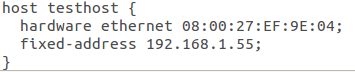 host testhost {
  hardware ethernet 08:00:27:EF:9E:04;
  fixed-address 192.168.1.55;
}